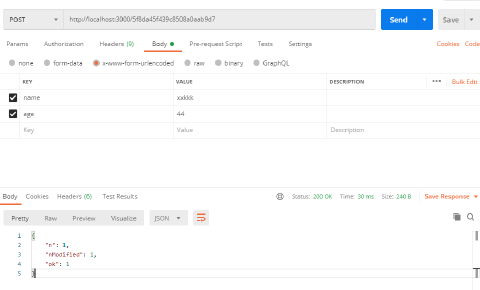 POST http://localhost:3000/5f8da45f439c8508a0aab9d7 Send Save
Params Authorization Headers (9) Body Pre-request Script Tests Settings Cookies Code
none form-data x-www-form-urlencoded raw binary GraphQL
KEY VALUE DESCRIPTION ••• Bulk Edit
name xxkkk
age 44
Key Value Description
Body Cookies Headers (6) Test Results Status: 200 OK Time: 30 ms Size: 240 B Save Response
Pretty Raw Preview Visualize JSON
1 {
2 "n": 1,
3 "nModified": 1,
4 "ok": 1
5 }